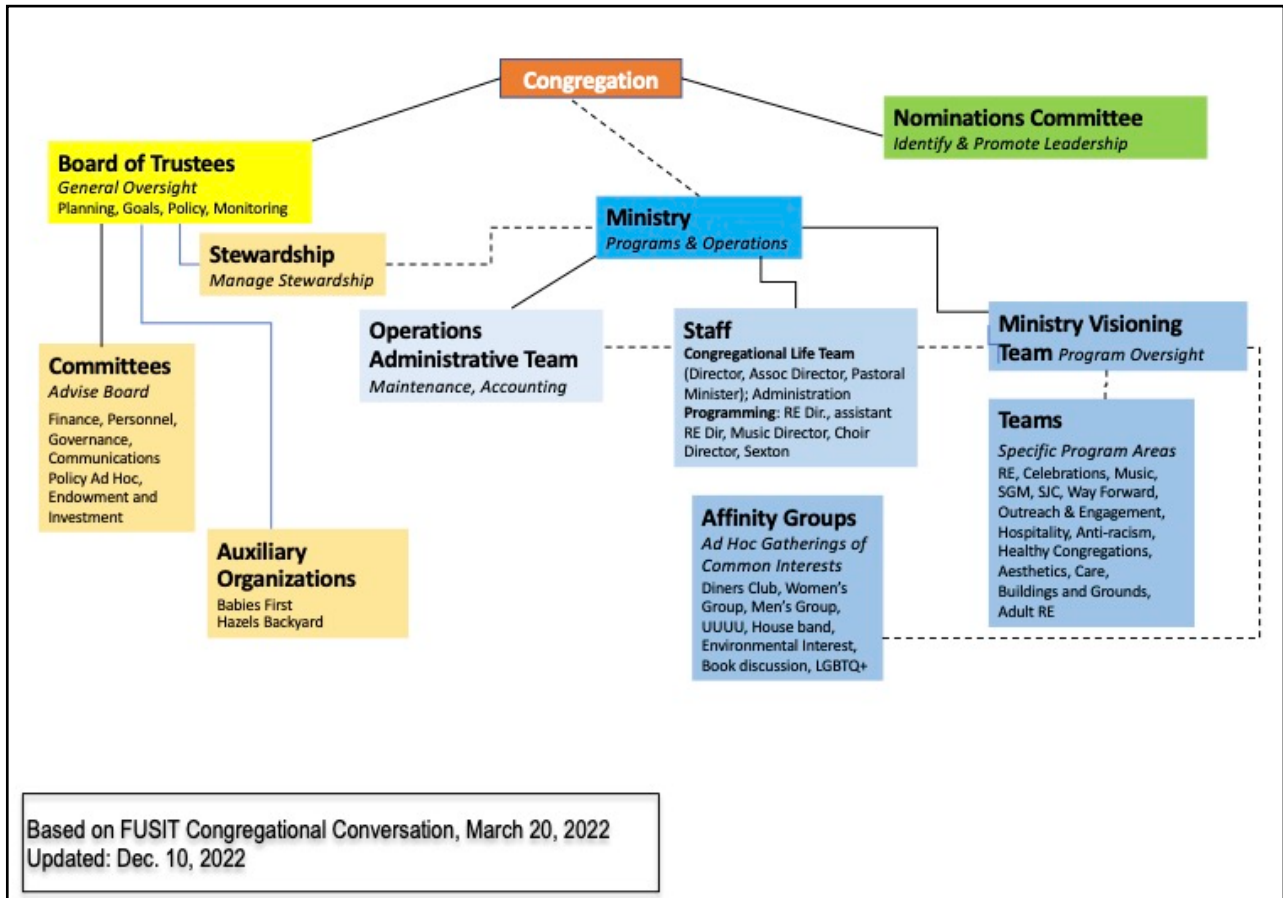 Congregation
Nominations Committee
Identify & Promote Leadership
Board of Trustees
General Oversight
Planning, Goals, Policy, Monitoring
Ministry
Programs & Operations
Stewardship
Manage Stewardship
Operations
Administrative Team
Maintenance, Accounting
Staff
Congregational Life Team
(Director, Assoc Director, Pastoral
Minister); Administration
Programming: RE Dir., assistant
RE Dir, Music Director, Choir
Director, Sexton
Ministry Visioning
Team Program Oversight
Committees
Advise Board
Finance, Personnel,
Governance,
Communications
Policy Ad Hoc,
Endowment and
Investment
Teams
Specific Program Areas
RE, Celebrations, Music,
SGM, SJC, Way Forward,
Outreach & Engagement,
Hospitality, Anti-racism,
Healthy Congregations,
Aesthetics, Care,
Buildings and Grounds,
Adult RE
Affinity Groups
Ad Hoc Gatherings of
Common Interests
Diners Club, Women's
Group, Men's Group,
UUUU, House band,
Environmental Interest,
Book discussion, LGBTQ+
Auxiliary
Organizations
Babies First
Hazels Backyard
Based on FUSIT Congregational Conversation, March 20, 2022
Updated: Dec. 10, 2022